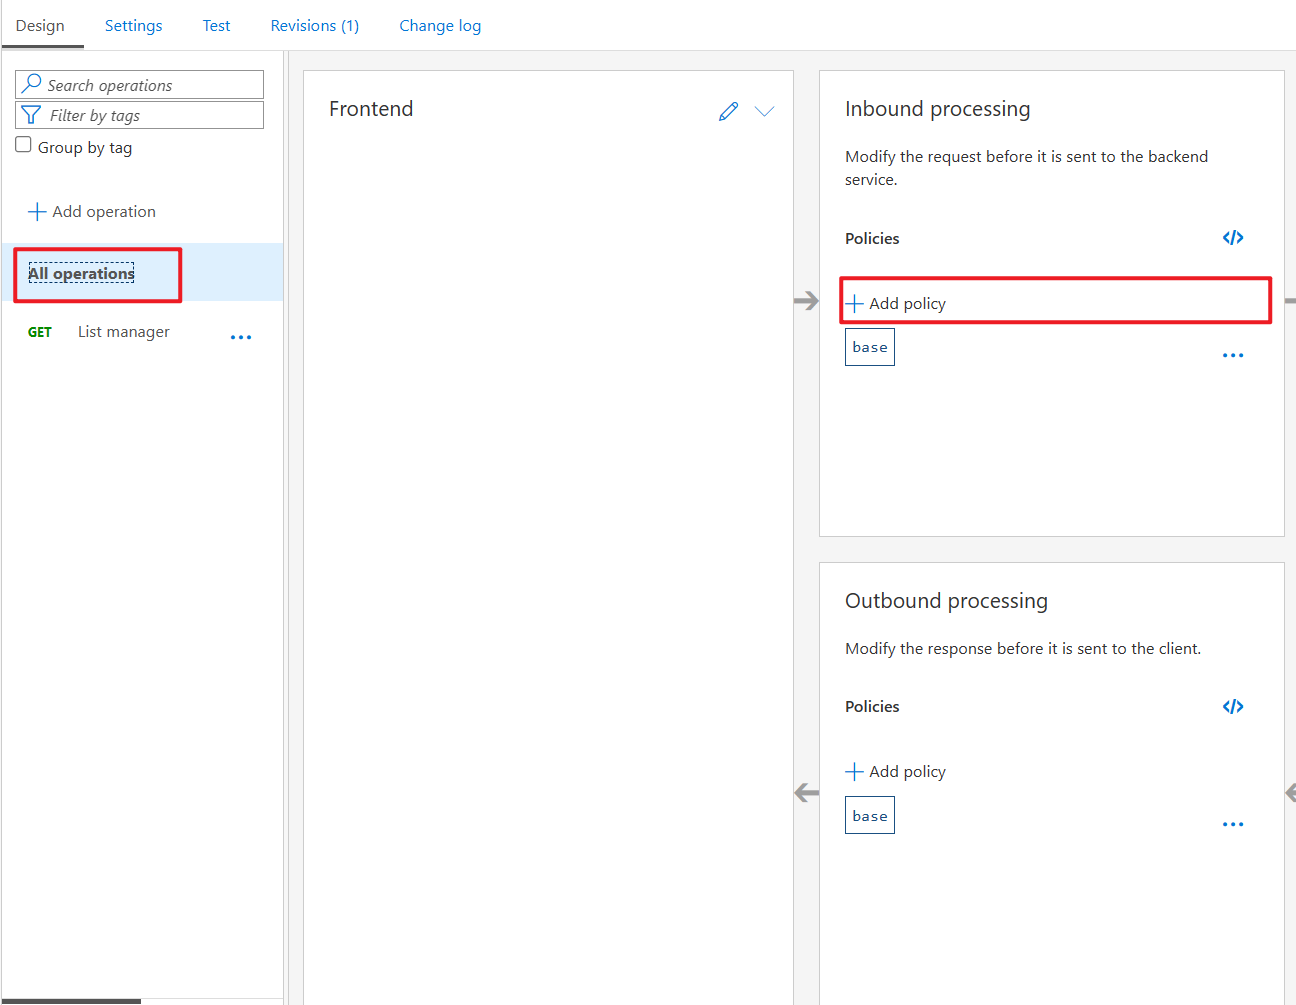 Design Settings Test Revisions (1) Change log
Search operations
Filter by tags
Group by tag
Add operation
All operations
GET List manager
Frontend
Inbound processing
Modify the request before it is sent to the backend
service.
Policies
Add policy
base
Outbound processing
Modify the response before it is sent to the client.
Policies
Add policy
base